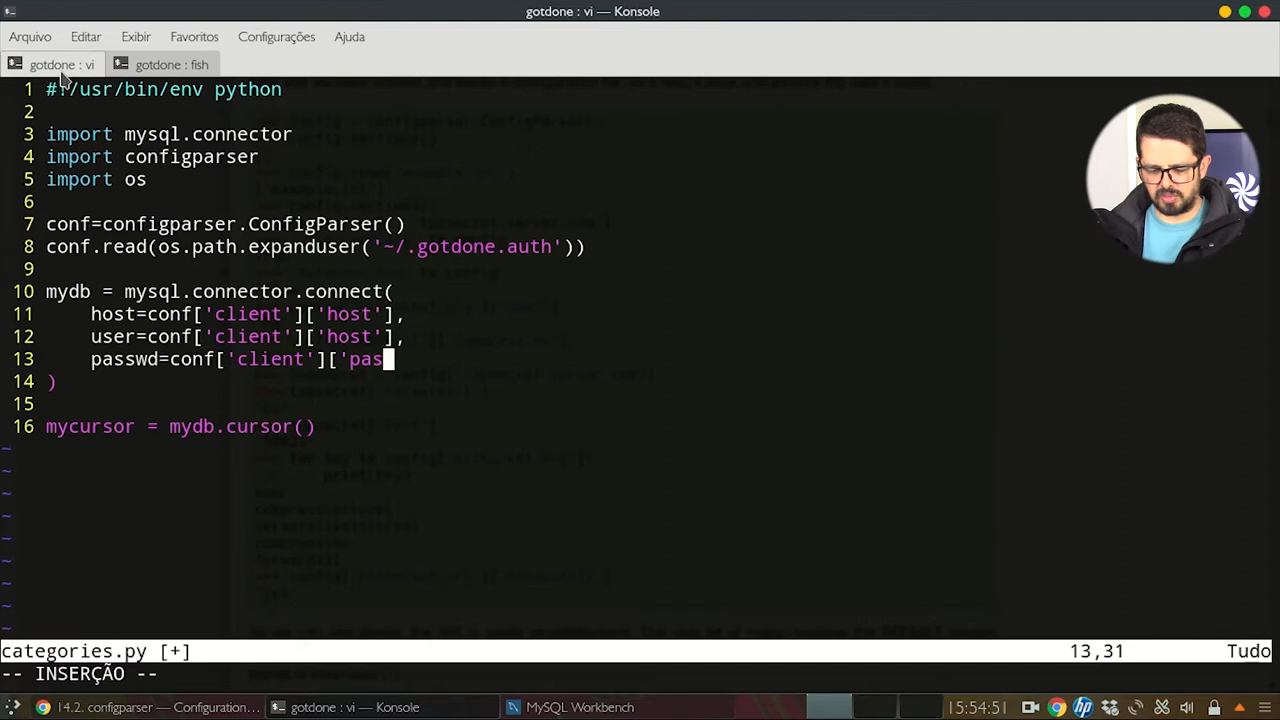 gotdone : vi — Konsole
Arquivo Editar Exibir Favoritos Configurações Ajuda
gotdone : vi gotdone : fish
1 #!/usr/bin/env python
2
3 import mysql.connector
4 import configparser
5 import os
6
7 conf=configparser.ConfigParser()
8 conf.read(os.path.expanduser('~/.gotdone.auth'))
9
10 mydb = mysql.connector.connect(
11 host=conf['client']['host'],
12 user=conf['client']['host'],
13 passwd=conf['client']['pas
14 )
15
16 mycursor = mydb.cursor()
~
~
~
~
~
~
~
~
~
categories.py [+] 13,31 Tudo
-- INSERÇÃO --
14.2. configparser — Configuration... gotdone : vi — Konsole MySQL Workbench 15:54:51